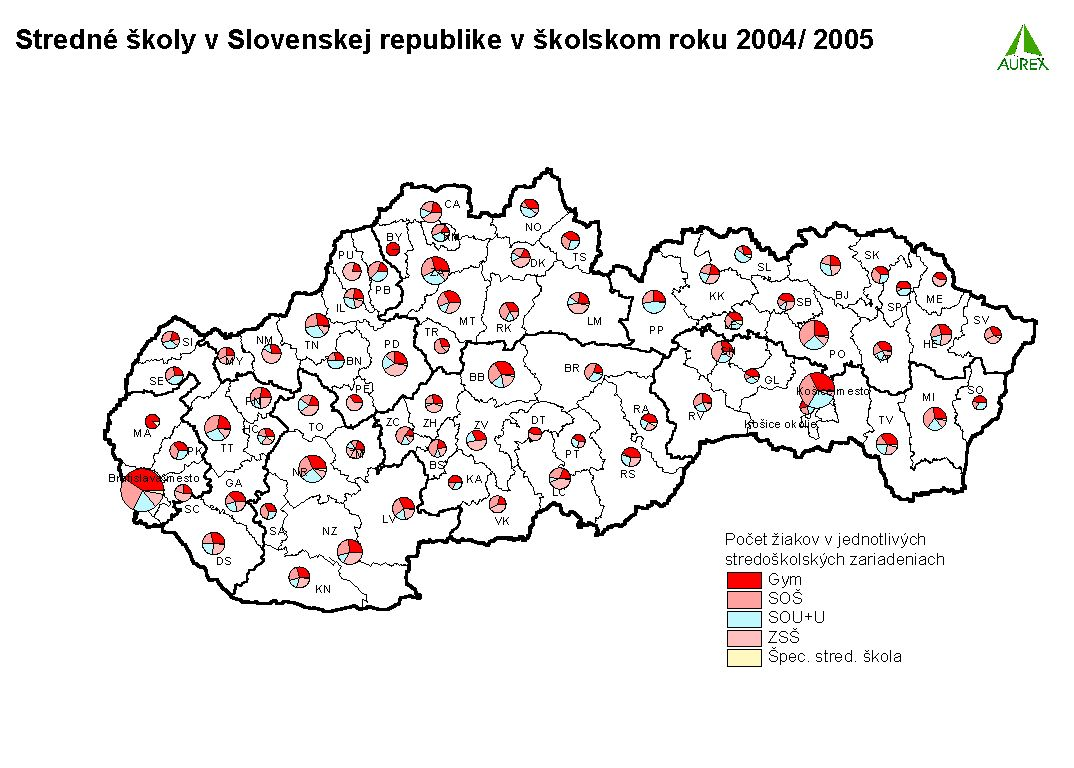 Stredné školy v Slovenskej republike v školskom roku 2004/ 2005
AUREX
CA
NO
BY
TS
DK
PU
PB
IL
SL
SK
BJ
KK
SB
SP
ME
SV
HE
PP
PO
MT
RK
LM
TR
SI
MY
NM
TN
BN
PD
PE
SE
BB
BR
GL
Košice mesto
Košice okolie
RV
TV
MI
SO
MA
PK
TT
HC
TO
ZC
ZH
ZV
DT
PT
RA
RS
BS
KA
LC
VK
Bratislava mesto
SC
GA
DS
SA
NR
NZ
LV
KN
Počet žiakov v jednotlivých
stredoškolských zariadeniach
Gym
SOŠ
SOU+U
ZSŠ
Špec. stred. škola